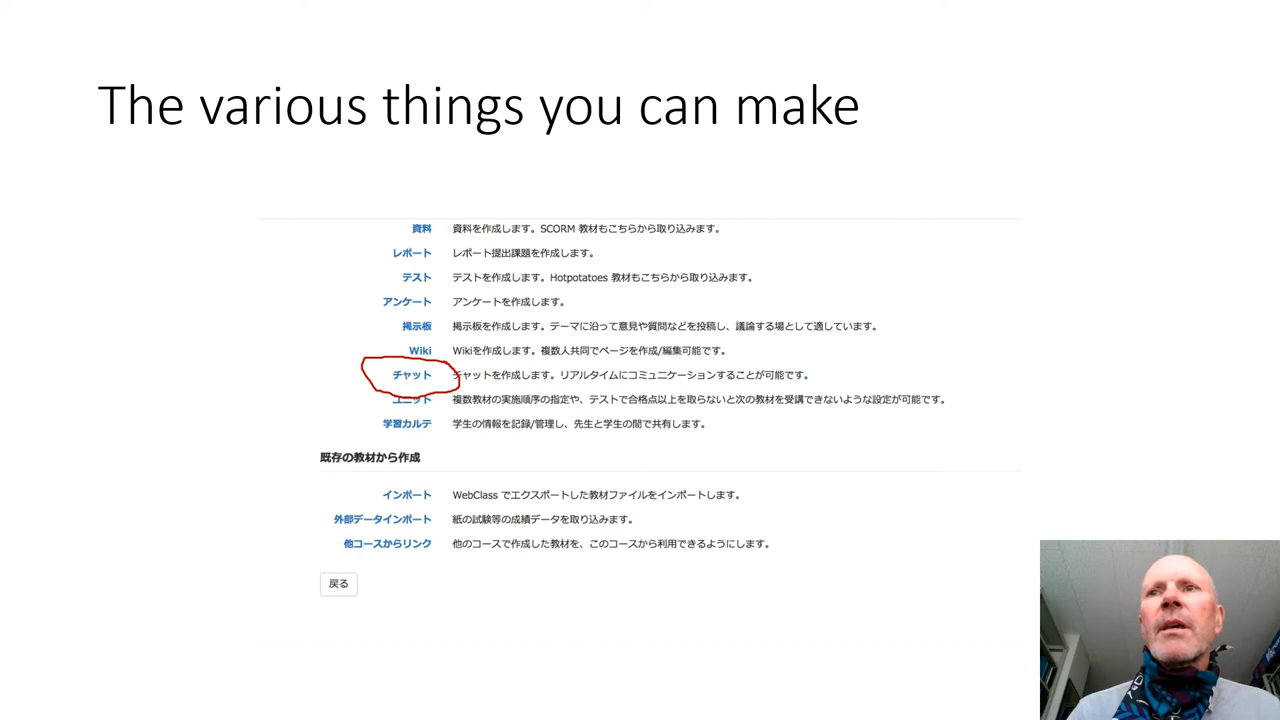 The various things you can make
資料 資料を作成します。SCORM 教材もこちらから取り込みます。
レポート レポート提出課題を作成します。
テスト テストを作成します。Hotpotatoes 教材もこちらから取り込みます。
アンケート アンケートを作成します。
掲示板 掲示板を作成します。テーマに沿って意見や質問などを投稿し、議論する場として適しています。
Wiki Wikiを作成します。複数人共同でページを作成/編集可能です。
チャット チャットを作成します。リアルタイムにコミュニケーションすることが可能です。
ユニット 複数教材の実施順序の指定や、テストで合格点以上を取らないと次の教材を受講できないような設定が可能です。
学習カルテ 学生の情報を記録/管理し、先生と学生の間で共有します。
既存の教材から作成
インポート WebClass でエクスポートした教材ファイルをインポートします。
外部データインポート 紙の試験等の成績データを取り込みます。
他コースからリンク 他のコースで作成した教材を、このコースから利用できるようにします。
戻る